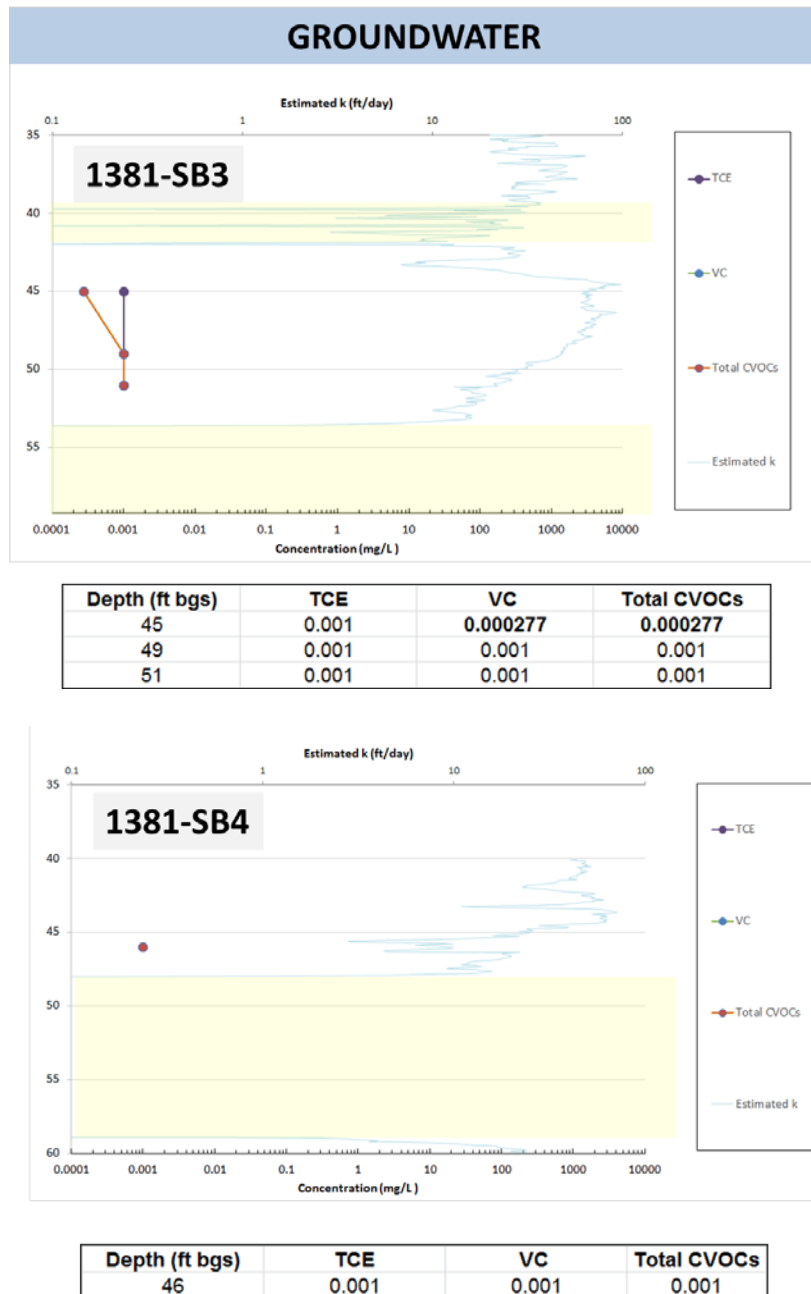 GROUNDWATER
Estimated k (ft/day)
0.1 1 10 100
35
1381-SB3
40
45
50
55
0.0001 0.001 0.01 0.1 1 10 100 1000 10000
Concentration (mg/L )
TCE
VC
Total CVOCs
Estimated k
Depth (ft bgs) TCE VC Total CVOCs
45 0.001 0.000277 0.000277
49 0.001 0.001 0.001
51 0.001 0.001 0.001
Estimated k (ft/day)
0.1 1 10 100
35
1381-SB4
40
45
50
55
60
0.0001 0.001 0.01 0.1 1 10 100 1000 10000
Concentration (mg/L )
TCE
VC
Total CVOCs
Estimated k
Depth (ft bgs) TCE VC Total CVOCs
46 0.001 0.001 0.001